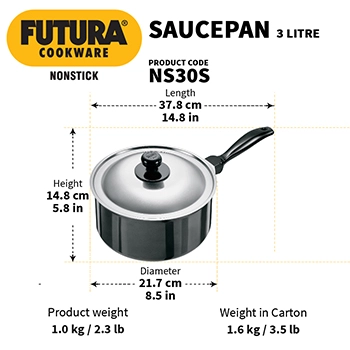 FUTURA®
COOKWARE
NONSTICK
SAUCEPAN 3 LITRE
PRODUCT CODE
NS30S
Length
37.8 cm
14.8 in
Height
14.8 cm
5.8 in
Diameter
21.7 cm
8.5 in
Product weight
1.0 kg / 2.3 lb
Weight in Carton
1.6 kg / 3.5 lb